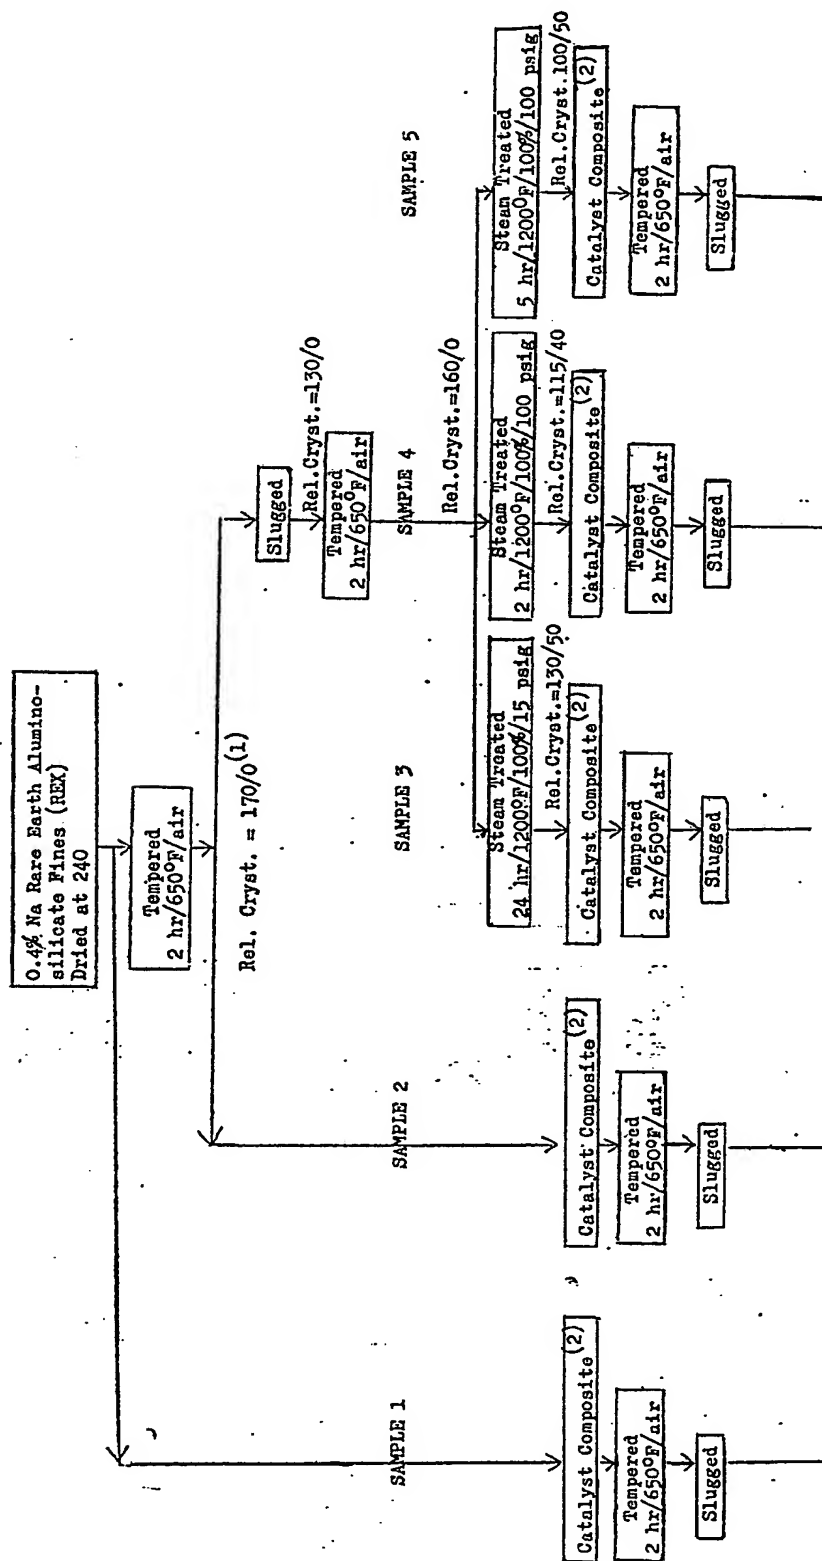 0.4% Na Rare Earth Alumino-
silicate Fines (REX)
Dried at 240
Tempered
2 hr/650°F/air
Rel. Cryst. = 170/0(1)
Slugged
Rel.Cryst.=130/0
Tempered
2 hr/650°F/air
SAMPLE 1
SAMPLE 2
SAMPLE 3
SAMPLE 4
SAMPLE 5
Rel.Cryst.=160/0
Steam Treated
24 hr/1200°F/100%/15 psig
Steam Treated
2 hr/1200°F/100%/100 psig
Steam Treated
5 hr/1200°F/100%/100 psig
Rel.Cryst.=130/50
Rel.Cryst.=115/40
Rel.Cryst.100/50
Catalyst Composite(2)
Catalyst Composite(2)
Catalyst Composite(2)
Catalyst Composite(2)
Catalyst Composite(2)
Tempered
2 hr/650°F/air
Tempered
2 hr/650°F/air
Tempered
2 hr/650°F/air
Tempered
2 hr/650°F/air
Tempered
2 hr/650°F/air
Slugged
Slugged
Slugged
Slugged
Slugged